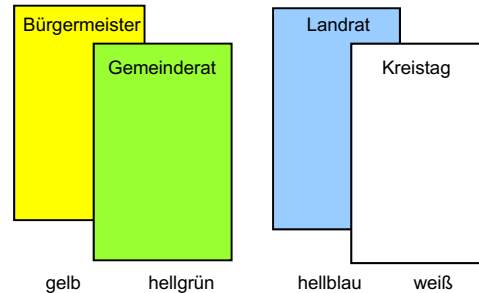 Bürgermeister
Gemeinderat
Landrat
Kreistag
gelb
hellgrün
hellblau
weiß